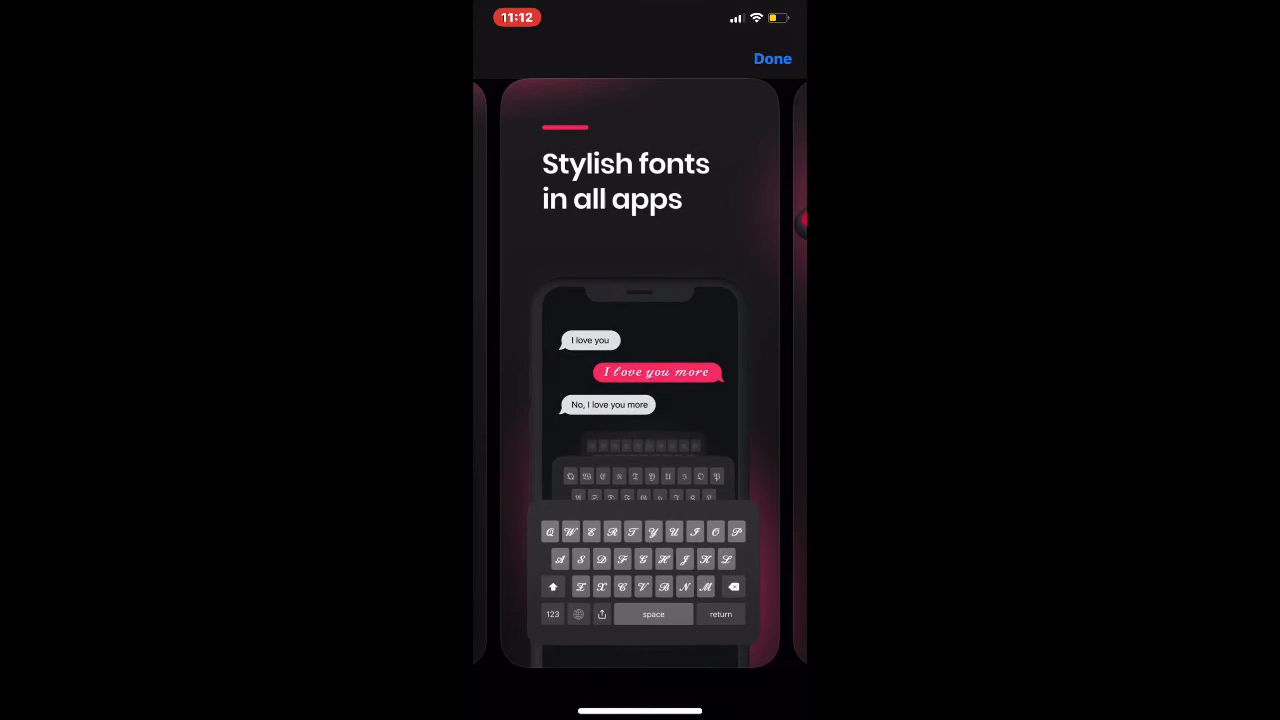 11:12
Done
Stylish fonts
in all apps
I love you
I love you more
No, I love you more
Q W E R T Y U I O P
Q W E R T Y U I O P
A S D F G H J K L
Z X C V B N M
123 space return